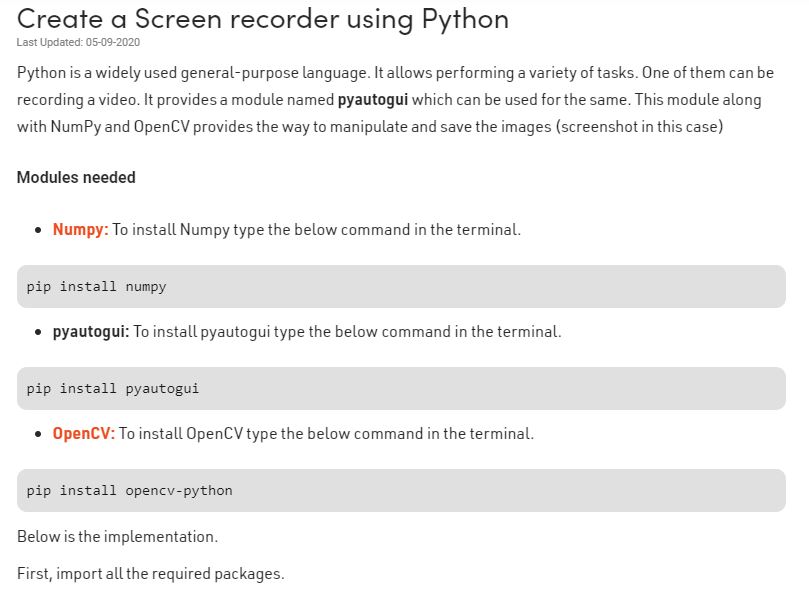 Create a Screen recorder using Python
Last Updated: 05-09-2020
Python is a widely used general-purpose language. It allows performing a variety of tasks. One of them can be
recording a video. It provides a module named pyautogui which can be used for the same. This module along
with NumPy and OpenCV provides the way to manipulate and save the images (screenshot in this case)
Modules needed
• Numpy: To install Numpy type the below command in the terminal.
pip install numpy
• pyautogui: To install pyautogui type the below command in the terminal.
pip install pyautogui
• OpenCV: To install OpenCV type the below command in the terminal.
pip install opencv-python
Below is the implementation.
First, import all the required packages.